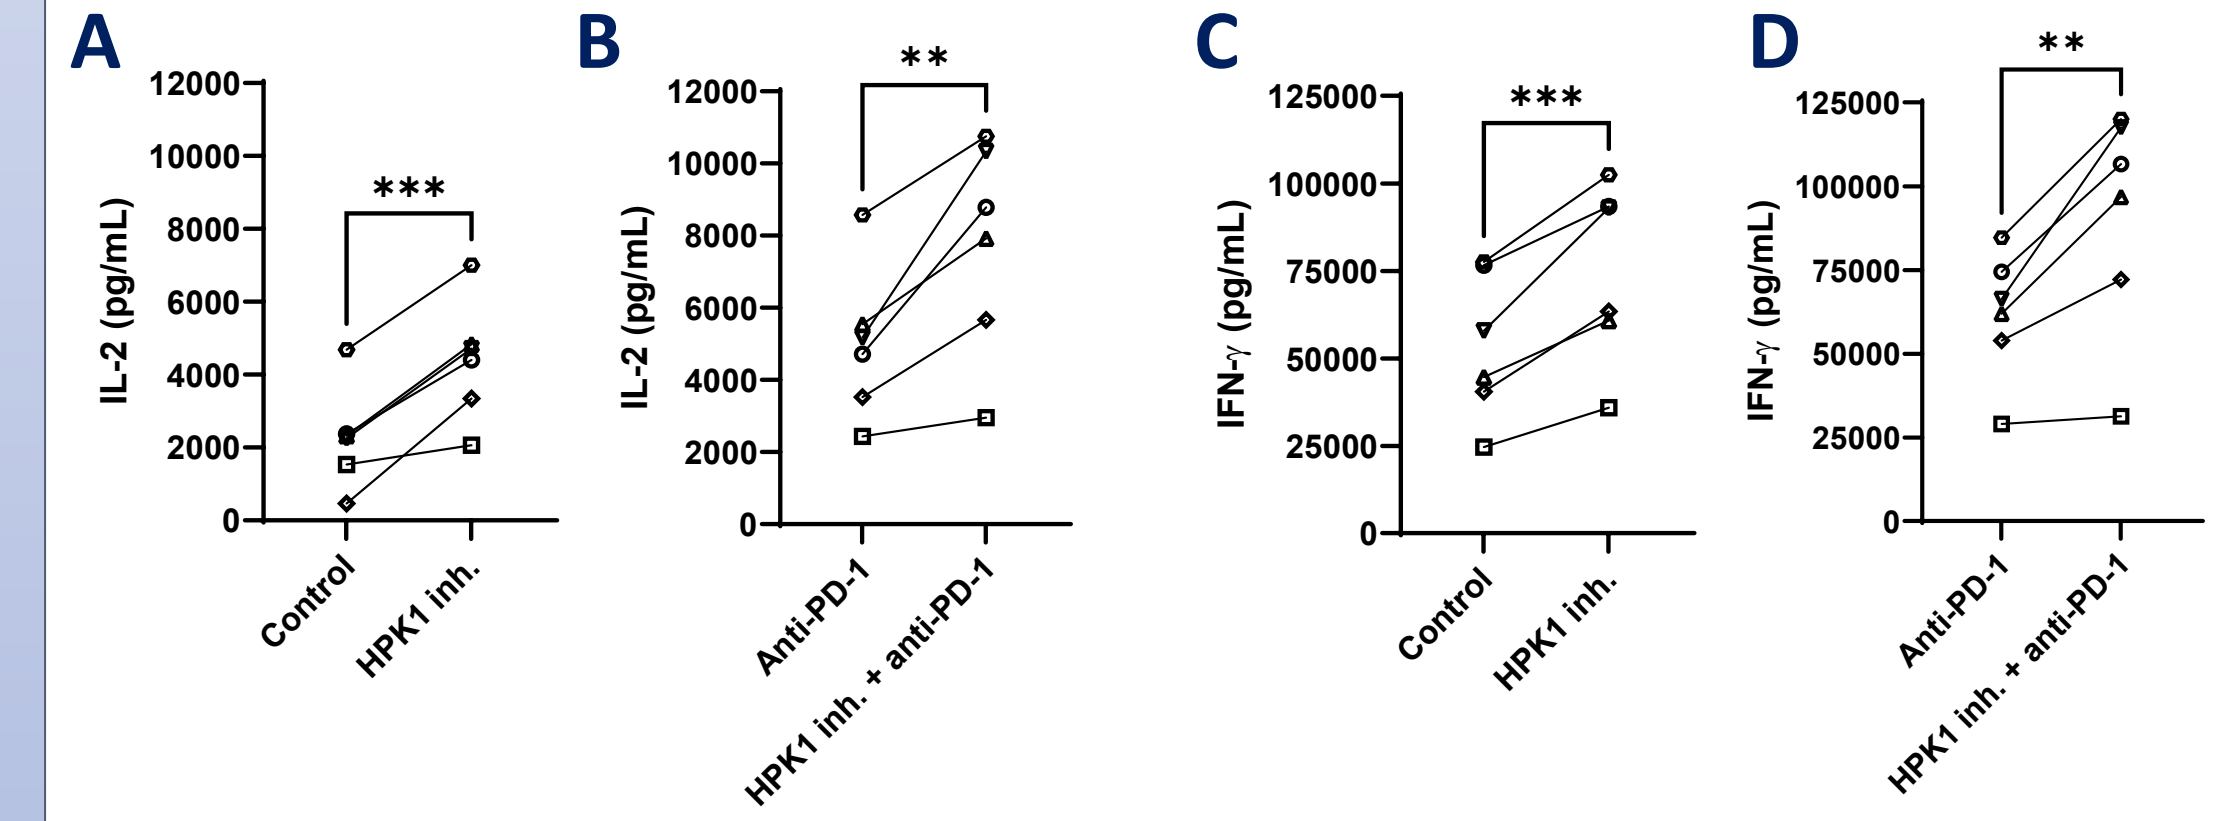 A
***
IL-2 (pg/mL)
12000
10000
8000
6000
4000
2000
0
Control
HPK1 inh.
B
**
IL-2 (pg/mL)
12000
10000
8000
6000
4000
2000
0
Anti-PD-1
HPK1 inh. + anti-PD-1
C
***
IFN-γ (pg/mL)
125000
100000
75000
50000
25000
0
Control
HPK1 inh.
D
**
IFN-γ (pg/mL)
125000
100000
75000
50000
25000
0
Anti-PD-1
HPK1 inh. + anti-PD-1